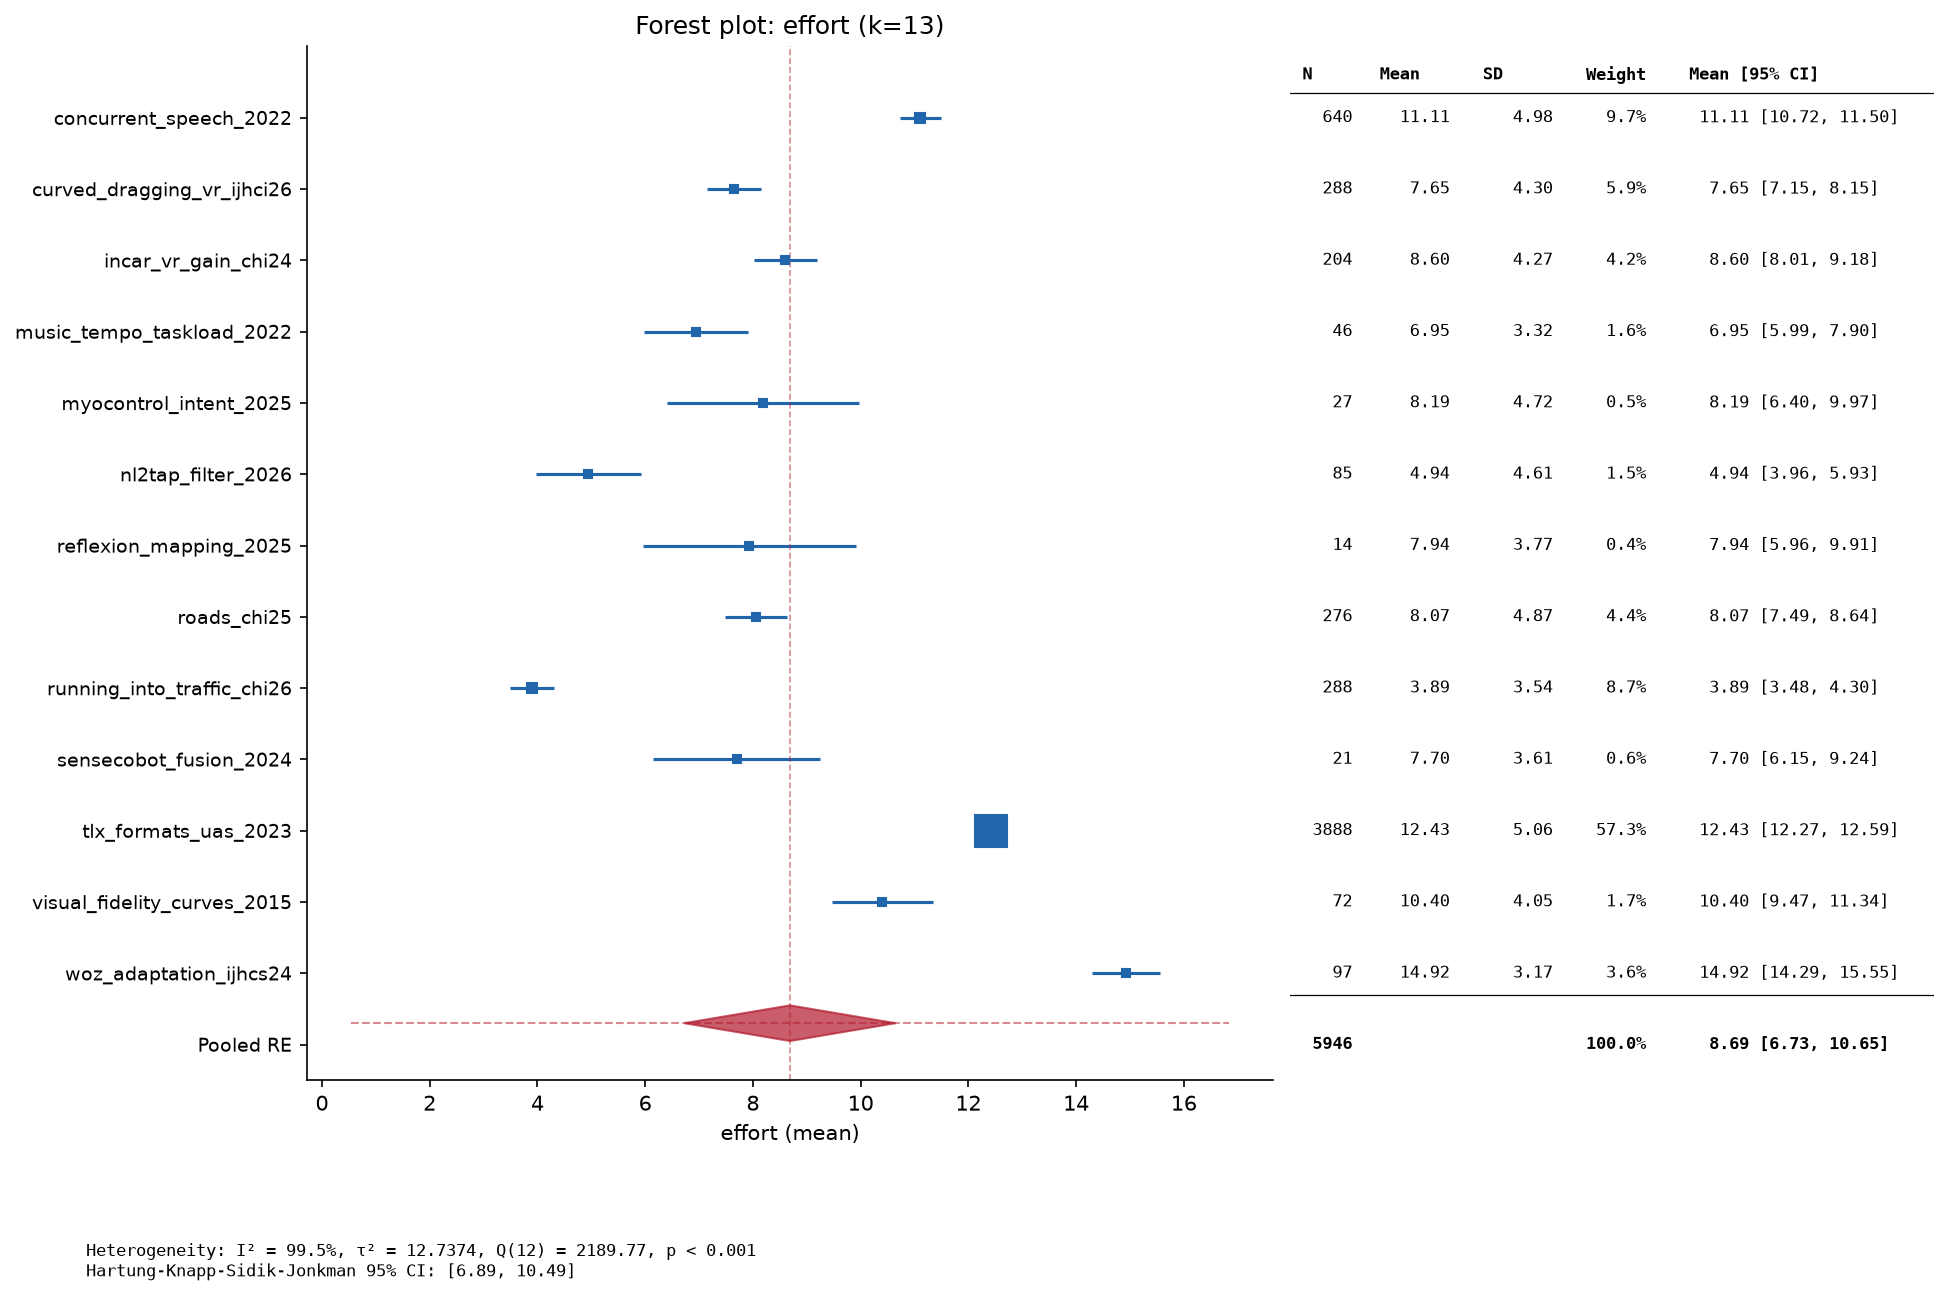 Forest plot: effort (k=13)
N Mean SD Weight Mean [95% CI]
concurrent_speech_2022 640 11.11 4.98 9.7% 11.11 [10.72, 11.50]
curved_dragging_vr_ijhci26 288 7.65 4.30 5.9% 7.65 [7.15, 8.15]
incar_vr_gain_chi24 204 8.60 4.27 4.2% 8.60 [8.01, 9.18]
music_tempo_taskload_2022 46 6.95 3.32 1.6% 6.95 [5.99, 7.90]
myocontrol_intent_2025 27 8.19 4.72 0.5% 8.19 [6.40, 9.97]
nl2tap_filter_2026 85 4.94 4.61 1.5% 4.94 [3.96, 5.93]
reflexion_mapping_2025 14 7.94 3.77 0.4% 7.94 [5.96, 9.91]
roads_chi25 276 8.07 4.87 4.4% 8.07 [7.49, 8.64]
running_into_traffic_chi26 288 3.89 3.54 8.7% 3.89 [3.48, 4.30]
sensecobot_fusion_2024 21 7.70 3.61 0.6% 7.70 [6.15, 9.24]
tlx_formats_uas_2023 3888 12.43 5.06 57.3% 12.43 [12.27, 12.59]
visual_fidelity_curves_2015 72 10.40 4.05 1.7% 10.40 [9.47, 11.34]
woz_adaptation_ijhcs24 97 14.92 3.17 3.6% 14.92 [14.29, 15.55]
Pooled RE 5946 100.0% 8.69 [6.73, 10.65]
0 2 4 6 8 10 12 14 16
effort (mean)
Heterogeneity: I² = 99.5%, τ² = 12.7374, Q(12) = 2189.77, p < 0.001
Hartung-Knapp-Sidik-Jonkman 95% CI: [6.89, 10.49]